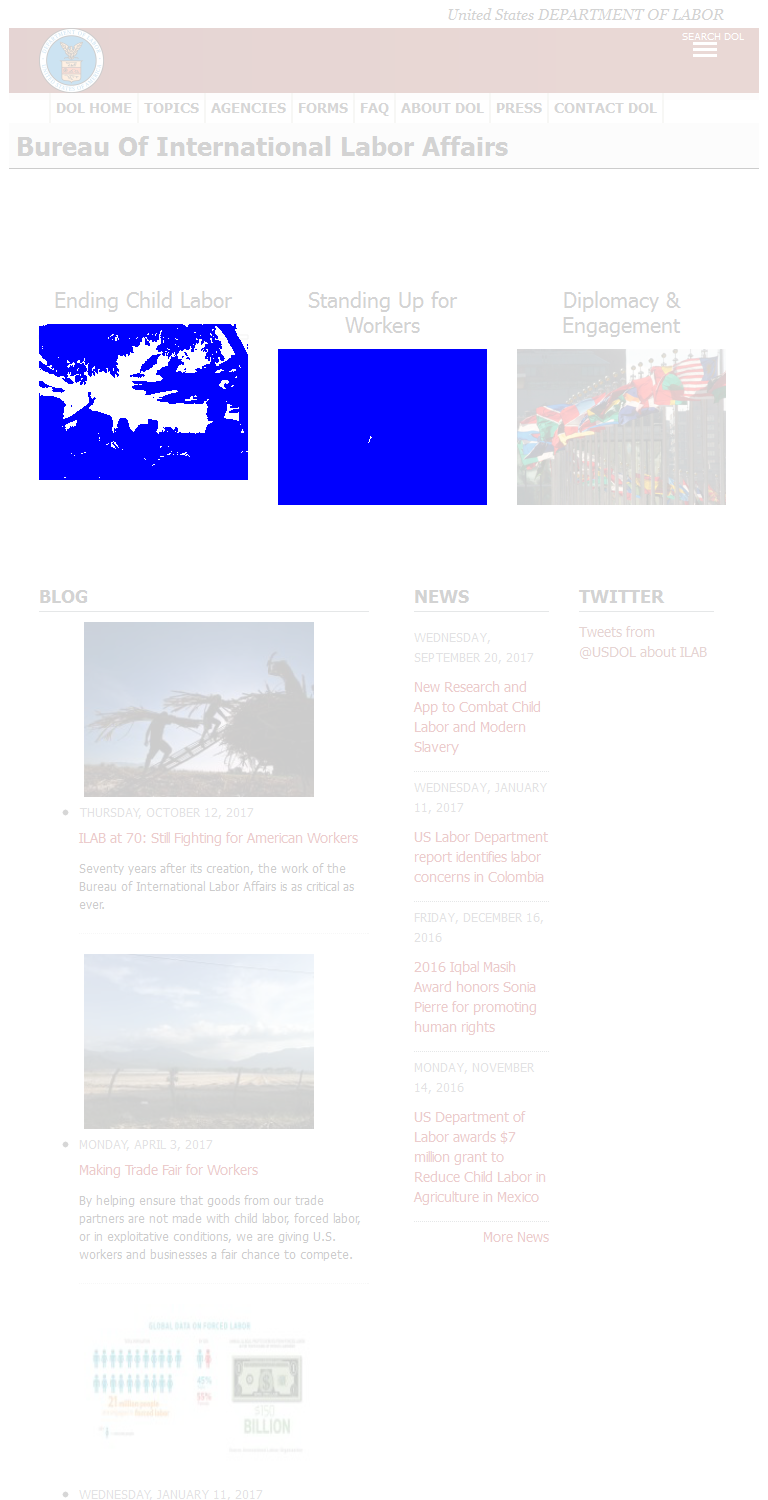 United States DEPARTMENT OF LABOR
SEARCH DOL
DOL HOME TOPICS AGENCIES FORMS FAQ ABOUT DOL PRESS CONTACT DOL
Bureau Of International Labor Affairs
Ending Child Labor
Standing Up for
Workers
Diplomacy &
Engagement
BLOG
THURSDAY, OCTOBER 12, 2017
ILAB at 70: Still Fighting for American Workers
Seventy years after its creation, the work of the
Bureau of International Labor Affairs is as critical as
ever.
MONDAY, APRIL 3, 2017
Making Trade Fair for Workers
By helping ensure that goods from our trade
partners are not made with child labor, forced labor,
or in exploitative conditions, we are giving U.S.
workers and businesses a fair chance to compete.
GLOBAL DATA ON FORCED LABOR
45%
55%
21 million people
forced labor
$150
BILLION
WEDNESDAY, JANUARY 11, 2017
NEWS
WEDNESDAY,
SEPTEMBER 20, 2017
New Research and
App to Combat Child
Labor and Modern
Slavery
WEDNESDAY, JANUARY
11, 2017
US Labor Department
report identifies labor
concerns in Colombia
FRIDAY, DECEMBER 16,
2016
2016 Iqbal Masih
Award honors Sonia
Pierre for promoting
human rights
MONDAY, NOVEMBER
14, 2016
US Department of
Labor awards $7
million grant to
Reduce Child Labor in
Agriculture in Mexico
More News
TWITTER
Tweets from
@USDOL about ILAB